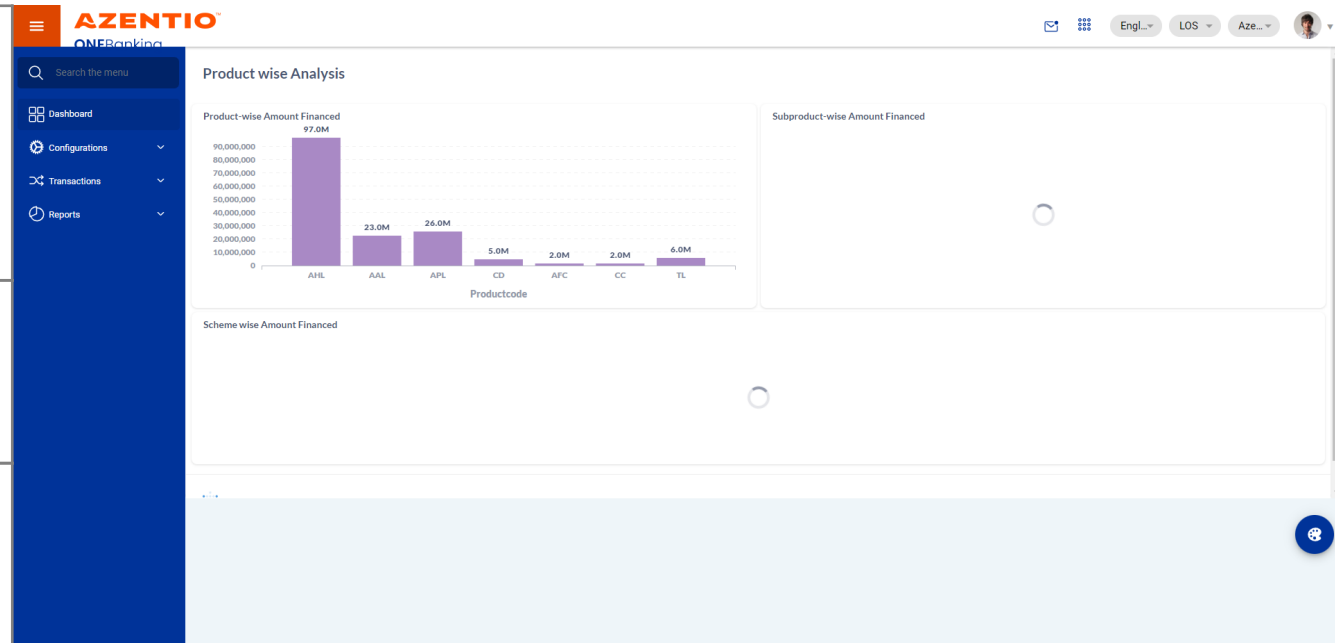 AZENTIO™
ONEBanking
Engl...
LOS
Aze...
Search the menu
Dashboard
Configurations
Transactions
Reports
Product wise Analysis
Product-wise Amount Financed
97.0M
90,000,000
80,000,000
70,000,000
60,000,000
50,000,000
40,000,000
30,000,000
20,000,000
10,000,000
0
23.0M
26.0M
5.0M
2.0M
2.0M
6.0M
AHL AAL APL CD AFC CC TL
Productcode
Subproduct-wise Amount Financed
Scheme wise Amount Financed